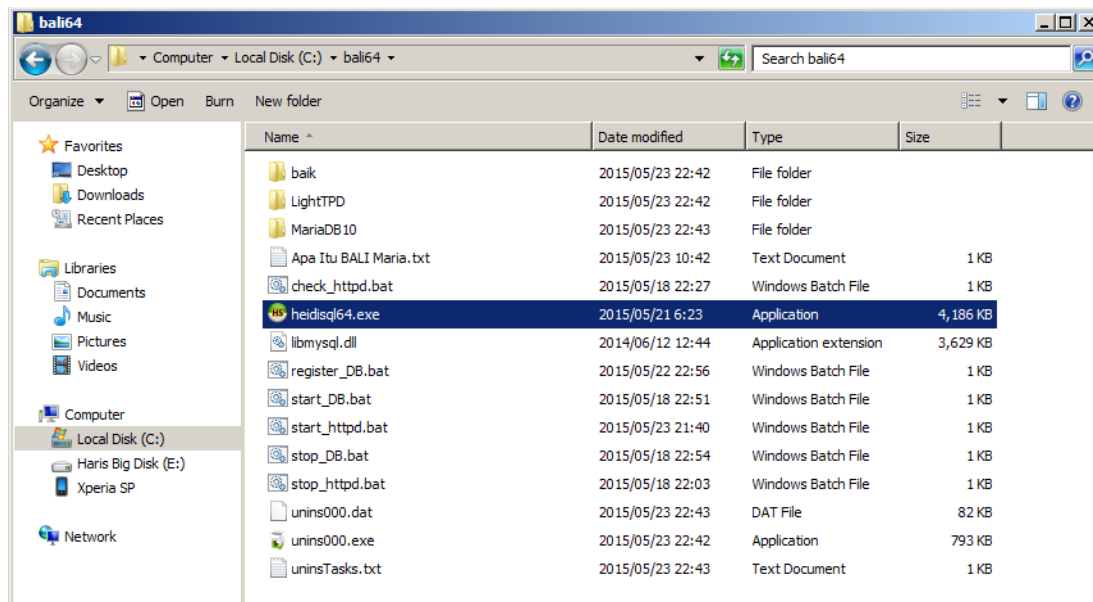 bali64
Computer Local Disk (C:) bali64
Search bali64
Organize Open Burn New folder
Favorites
Desktop
Downloads
Recent Places
Libraries
Documents
Music
Pictures
Videos
Computer
Local Disk (C:)
Haris Big Disk (E:)
Xperia SP
Network
Name Date modified Type Size
baik 2015/05/23 22:42 File folder
LightTPD 2015/05/23 22:42 File folder
MariaDB10 2015/05/23 22:43 File folder
Apa Itu BALI Maria.txt 2015/05/23 10:42 Text Document 1 KB
check_httpd.bat 2015/05/18 22:27 Windows Batch File 1 KB
HS heidisql64.exe 2015/05/21 6:23 Application 4,186 KB
libmysql.dll 2014/06/12 12:44 Application extension 3,629 KB
register_DB.bat 2015/05/22 22:56 Windows Batch File 1 KB
start_DB.bat 2015/05/18 22:51 Windows Batch File 1 KB
start_httpd.bat 2015/05/23 21:40 Windows Batch File 1 KB
stop_DB.bat 2015/05/18 22:54 Windows Batch File 1 KB
stop_httpd.bat 2015/05/18 22:03 Windows Batch File 1 KB
unins000.dat 2015/05/23 22:43 DAT File 82 KB
unins000.exe 2015/05/23 22:42 Application 793 KB
uninsTasks.txt 2015/05/23 22:43 Text Document 1 KB